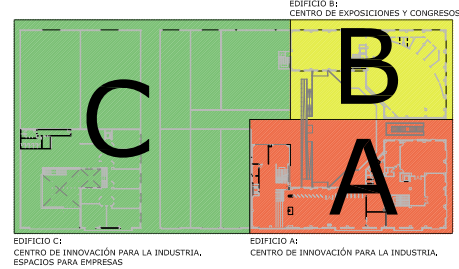 EDIFICIO B:
CENTRO DE EXPOSICIONES Y CONGRESOS
B
C
A
EDIFICIO C:
CENTRO DE INNOVACIÓN PARA LA INDUSTRIA.
ESPACIOS PARA EMPRESAS
EDIFICIO A:
CENTRO DE INNOVACIÓN PARA LA INDUSTRIA.